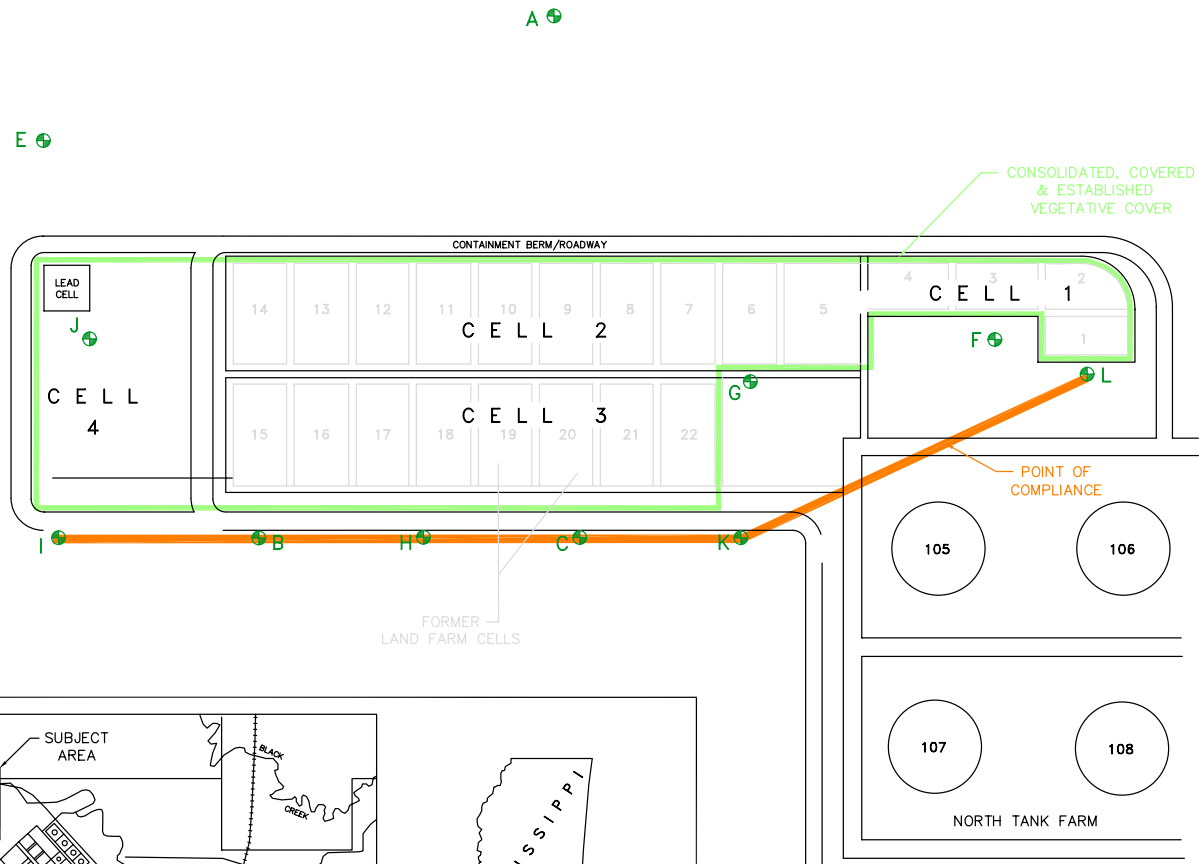 A
E
CONSOLIDATED, COVERED
& ESTABLISHED
VEGETATIVE COVER
CONTAINMENT BERM/ROADWAY
LEAD
CELL
J
CELL
4
14 13 12 11 10 9 8 7 6 5
CELL 2
4 3 2
CELL 1
1
F
L
G
CELL 3
15 16 17 18 19 20 21 22
POINT OF
COMPLIANCE
I B H C K
105 106
FORMER
LAND FARM CELLS
107 108
NORTH TANK FARM
SUBJECT
AREA
BLACK
CREEK
ISSIPPI